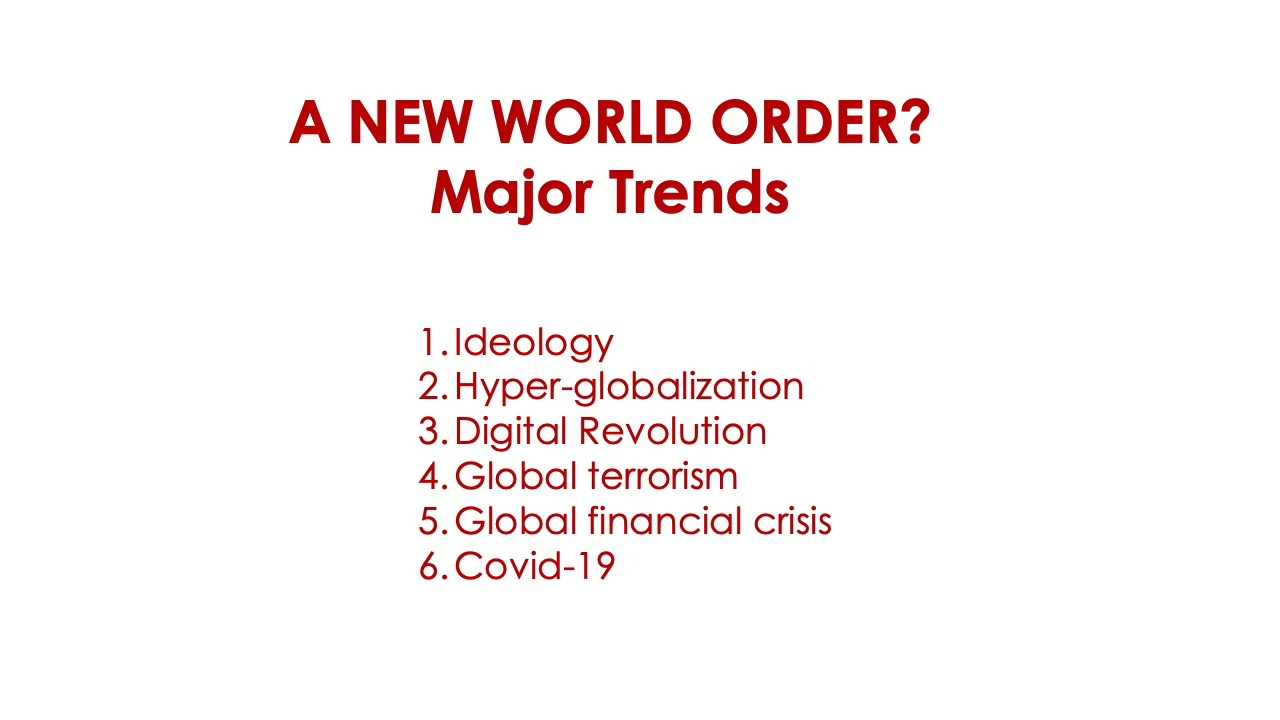 A NEW WORLD ORDER?
Major Trends
1. Ideology
2. Hyper-globalization
3. Digital Revolution
4. Global terrorism
5. Global financial crisis
6. Covid-19